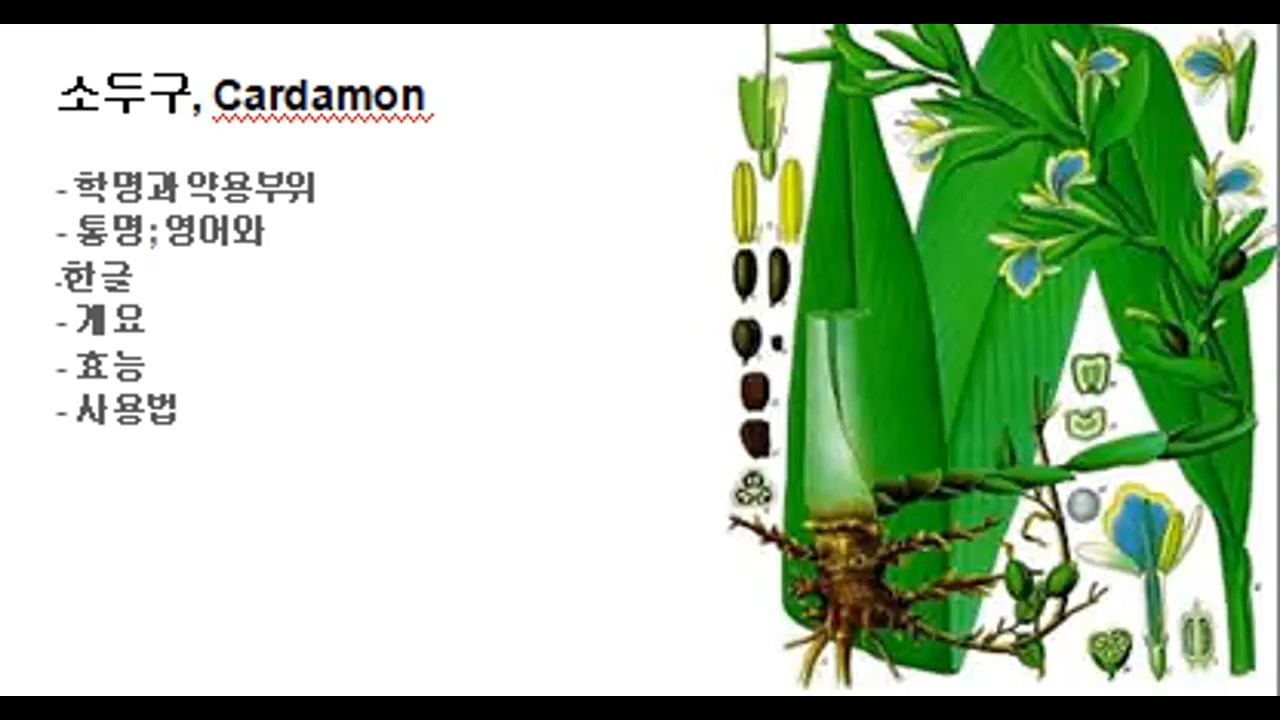 소두구, Cardamon
- 학명과 약용부위
- 통명; 영어와
-한글
- 개요
- 효능
- 사용법